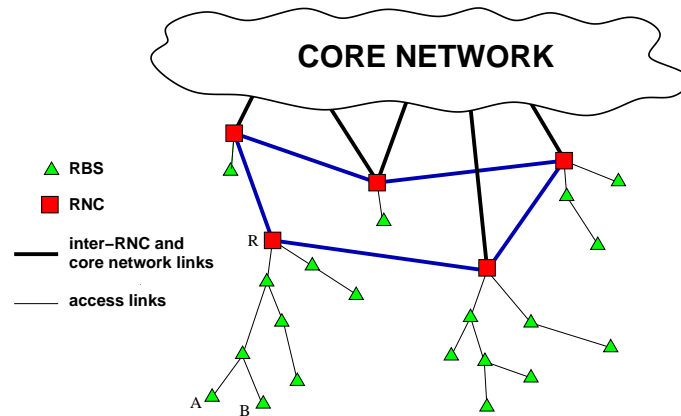 CORE NETWORK
RBS
RNC
inter−RNC and
core network links
access links
R
A
B